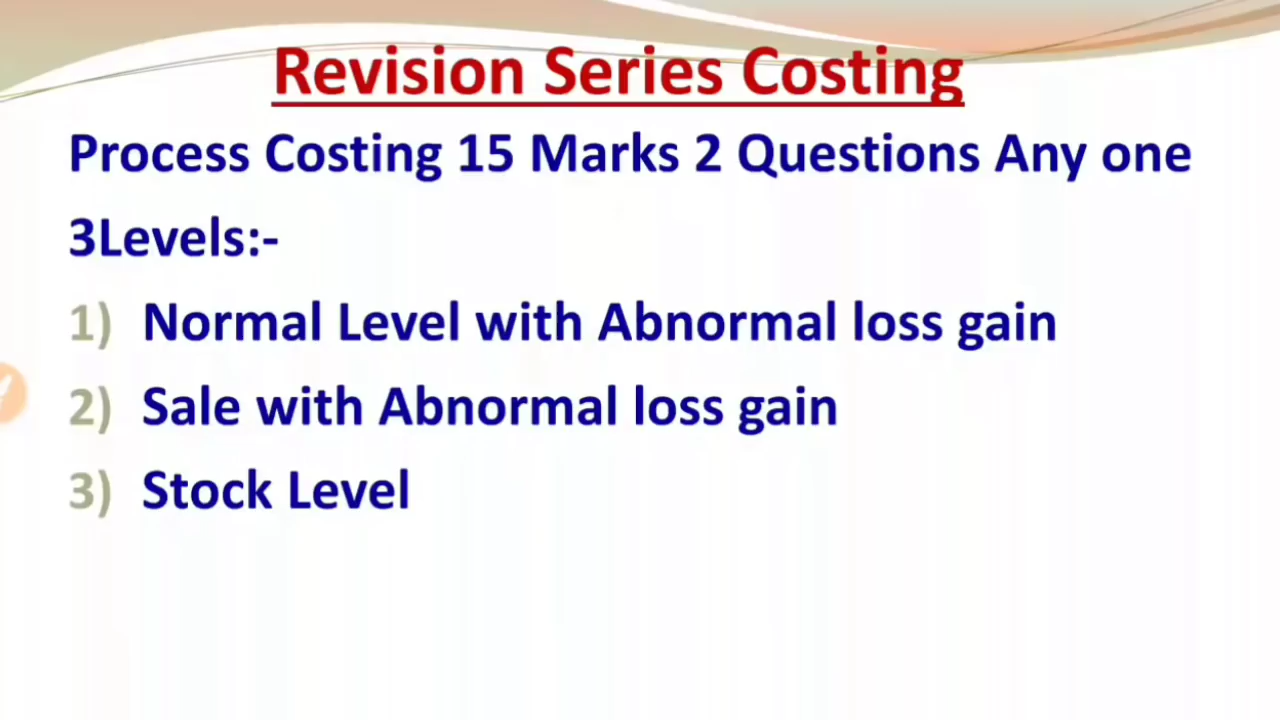 Revision Series Costing
Process Costing 15 Marks 2 Questions Any one
3Levels:-
1) Normal Level with Abnormal loss gain
2) Sale with Abnormal loss gain
3) Stock Level